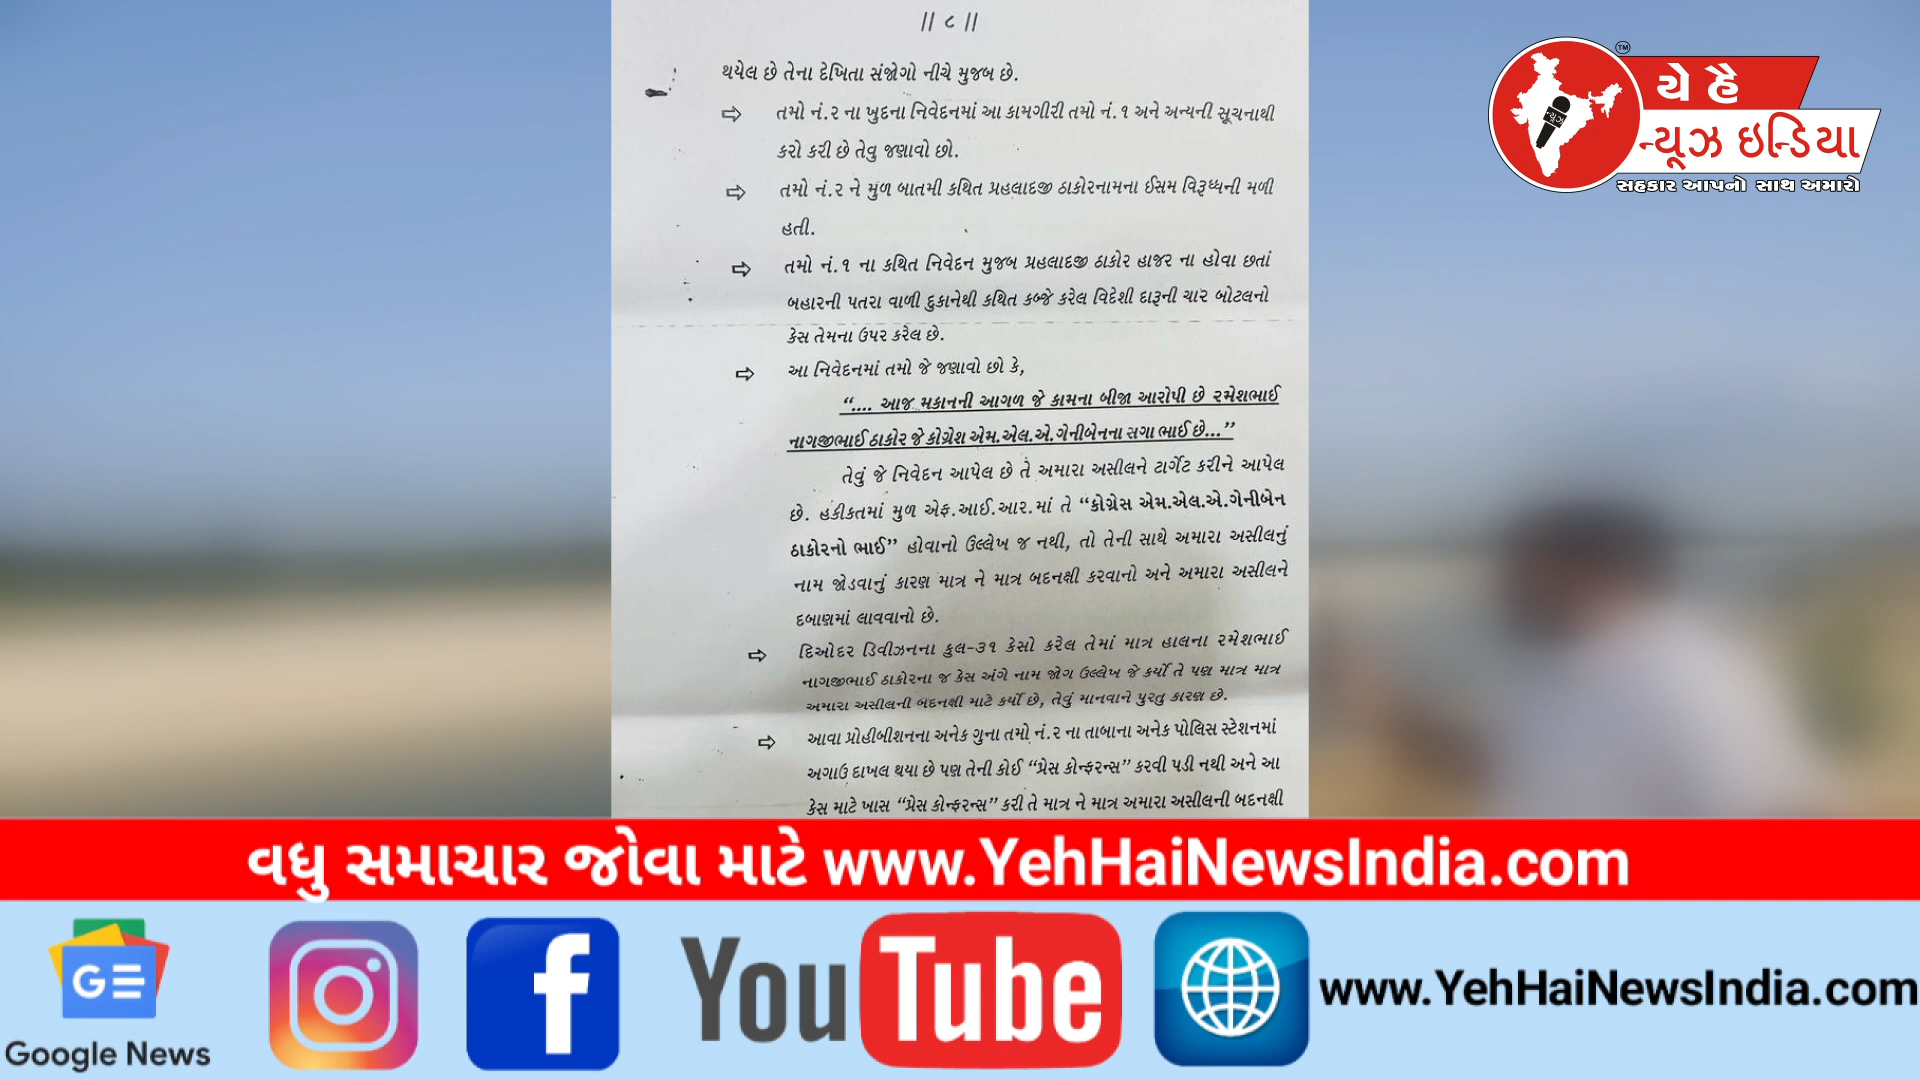 || ૮ ||
થયેલ છે તેના દેખિતા સંજોગો નીચે મુજબ છે.
⇨ તમો નં.૨ ના ખુદના નિવેદનમાં આ કામગીરી તમો નં.૧ અને અન્યની સૂચનાથી
કરો કરી છે તેવુ જણાવો છો.
⇨ તમો નં.૨ ને મુળ બાતમી કથિત પ્રહલાદજી ઠાકોરનામના ઈસમ વિરૂધ્ધની મળી
હતી.
⇨ તમો નં.૧ ના કથિત નિવેદન મુજબ પ્રહલાદજી ઠાકોર હાજર ના હોવા છતાં
બહારની પતરા વાળી દુકાનેથી કથિત કબ્જે કરેલ વિદેશી દારૂની ચાર બોટલનો
કેસ તેમના ઉપર કરેલ છે.
⇨ આ નિવેદનમાં તમો જે જણાવો છો કે,
“.... આજ મકાનની આગળ જે કામના બીજા આરોપી છે રમેશભાઈ
નાગજીભાઈ ઠાકોર જે કોગ્રેશ એમ.એલ.એ.ગેનીબેનના સગા ભાઈ છે...”
તેવું જે નિવેદન આપેલ છે તે અમારા અસીલને ટાર્ગેટ કરીને આપેલ
છે. હકીકતમાં મુળ એફ.આઈ.આર.માં તે “કોગ્રેસ એમ.એલ.એ.ગેનીબેન
ઠાકોરનો ભાઈ” હોવાનો ઉલ્લેખ જ નથી, તો તેની સાથે અમારા અસીલનું
નામ જોડવાનું કારણ માત્ર ને માત્ર બદનક્ષી કરવાનો અને અમારા અસીલને
દબાણમાં લાવવાનો છે.
⇨ દિઓદર ડિવીઝનના કુલ-૩૧ કેસો કરેલ તેમાં માત્ર હાલના રમેશભાઈ
નાગજીભાઈ ઠાકોરના જ કેસ અંગે નામ જોગ ઉલ્લેખ જે કર્યો તે પણ માત્ર માત્ર
અમારા અસીલની બદનક્ષી માટે કર્યો છે, તેવું માનવાને પુરતુ કારણ છે.
⇨ આવા પ્રોહીબીશનના અનેક ગુના તમો નં.૨ ના તાબાના અનેક પોલિસ સ્ટેશનમાં
અગાઉ દાખલ થયા છે પણ તેની કોઈ “પ્રેસ કોન્ફરન્સ” કરવી પડી નથી અને આ
કેસ માટે ખાસ “પ્રેસ કોન્ફરન્સ” કરી તે માત્ર ને માત્ર અમારા અસીલની બદનક્ષી
TM
યે હૈ
ન્યૂઝ
ન્યૂઝ ઇન્ડિયા
સહકાર આપનો સાથ અમારો
વધુ સમાચાર જોવા માટે www.YehHaiNewsIndia.com
G
Google News
f
YouTube
www.YehHaiNewsIndia.com